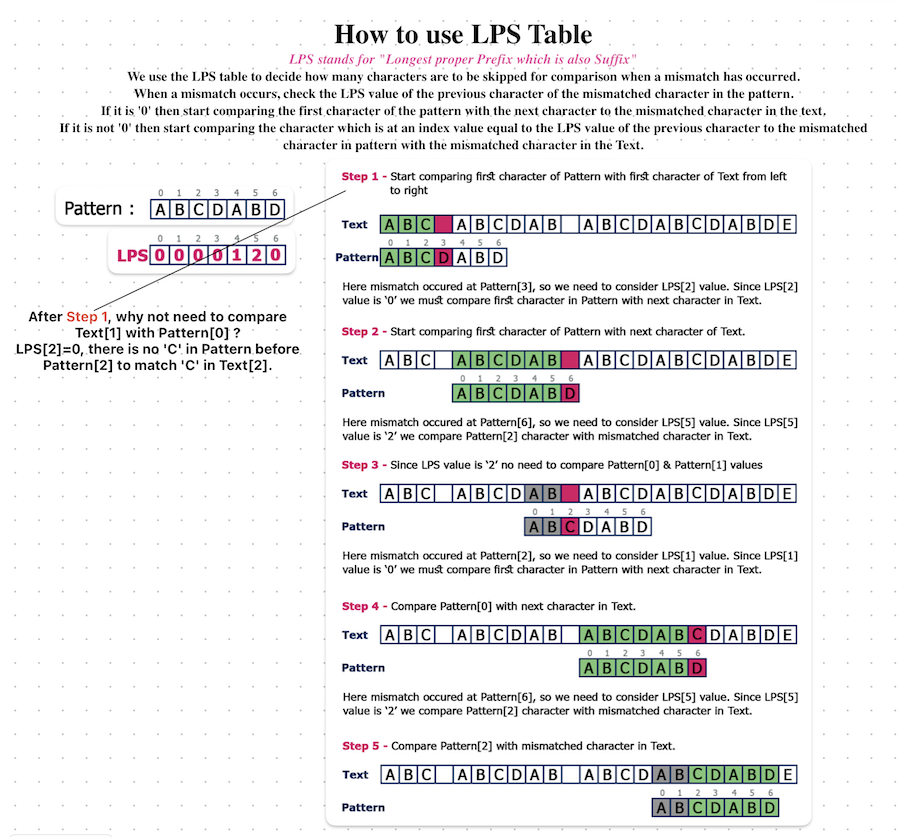 How to use LPS Table
LPS stands for "Longest proper Prefix which is also Suffix"
We use the LPS table to decide how many characters are to be skipped for comparison when a mismatch has occurred.
When a mismatch occurs, check the LPS value of the previous character of the mismatched character in the pattern.
If it is '0' then start comparing the first character of the pattern with the next character to the mismatched character in the text.
If it is not '0' then start comparing the character which is at an index value equal to the LPS value of the previous character to the mismatched
character in pattern with the mismatched character in the Text.
0 1 2 3 4 5 6
Pattern : A B C D A B D
0 1 2 3 4 5 6
LPS 0 0 0 0 1 2 0
After Step 1, why not need to compare
Text[1] with Pattern[0] ?
LPS[2]=0, there is no 'C' in Pattern before
Pattern[2] to match 'C' in Text[2].
Step 1 - Start comparing first character of Pattern with first character of Text from left
to right
Text A B C A B C D A B A B C D A B C D A B D E
0 1 2 3 4 5 6
Pattern A B C D A B D
Here mismatch occured at Pattern[3], so we need to consider LPS[2] value. Since LPS[2]
value is ‘0’ we must compare first character in Pattern with next character in Text.
Step 2 - Start comparing first character of Pattern with next character of Text.
Text A B C A B C D A B A B C D A B C D A B D E
0 1 2 3 4 5 6
Pattern A B C D A B D
Here mismatch occured at Pattern[6], so we need to consider LPS[5] value. Since LPS[5]
value is ‘2’ we compare Pattern[2] character with mismatched character in Text.
Step 3 - Since LPS value is ‘2’ no need to compare Pattern[0] & Pattern[1] values
Text A B C A B C D A B A B C D A B C D A B D E
0 1 2 3 4 5 6
Pattern A B C D A B D
Here mismatch occured at Pattern[2], so we need to consider LPS[1] value. Since LPS[1]
value is ‘0’ we must compare first character in Pattern with next character in Text.
Step 4 - Compare Pattern[0] with next character in Text.
Text A B C A B C D A B A B C D A B C D A B D E
0 1 2 3 4 5 6
Pattern A B C D A B D
Here mismatch occured at Pattern[6], so we need to consider LPS[5] value. Since LPS[5]
value is ‘2’ we compare Pattern[2] character with mismatched character in Text.
Step 5 - Compare Pattern[2] with mismatched character in Text.
Text A B C A B C D A B A B C D A B C D A B D E
0 1 2 3 4 5 6
Pattern A B C D A B D